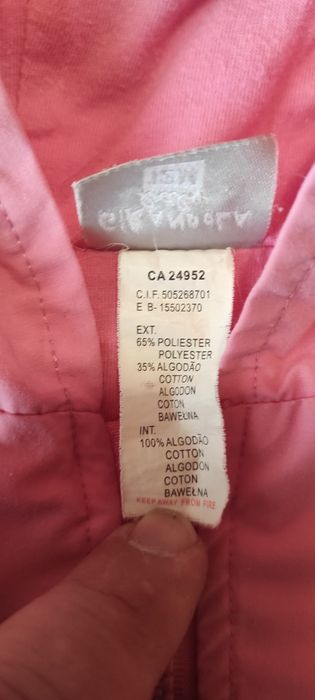 GIRANDOLA
CA 24952
C.I.F. 505268701
E B- 15502370
EXT.
65% POLIESTER
POLYESTER
35% ALGODÃO
COTTON
ALGODON
COTON
BAWEŁNA
INT.
100% ALGODÃO
COTTON
ALGODON
COTON
BAWEŁNA
KEEP AWAY FROM FIRE